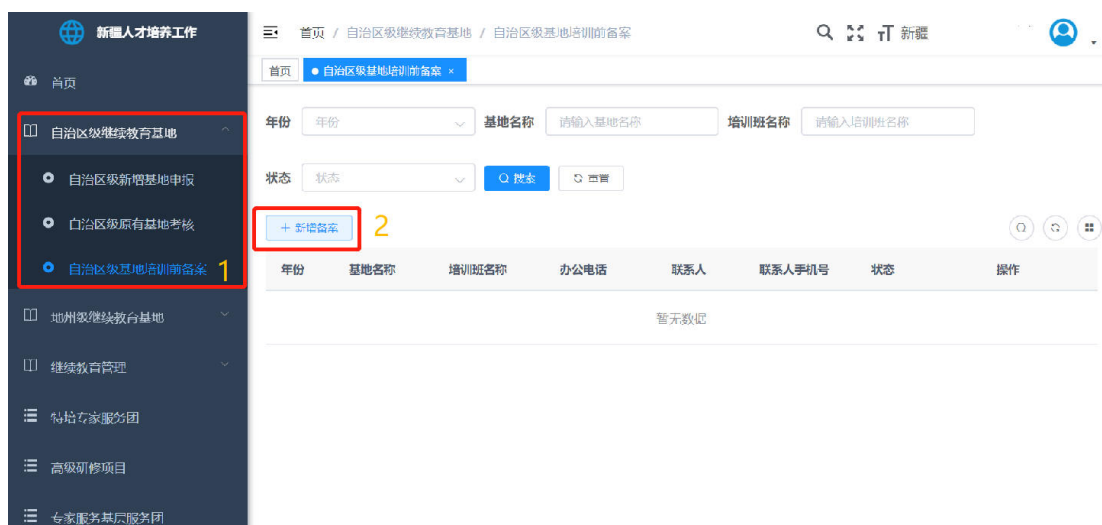 新疆人才培养工作
首页 / 自治区级继续教育基地 / 自治区级基地培训前备案
新疆
首页
自治区级基地培训前备案 ×
首页
自治区级继续教育基地
自治区级新增基地申报
自治区级原有基地考核
自治区级基地培训前备案 1
地州级继续教育基地
继续教育管理
特培专家服务团
高级研修项目
专家服务基层服务团
年份 年份 基地名称 请输入基地名称 培训班名称 请输入培训班名称
状态 状态 搜索 重置
+ 新增备案 2
年份 基地名称 培训班名称 办公电话 联系人 联系人手机号 状态 操作
暂无数据